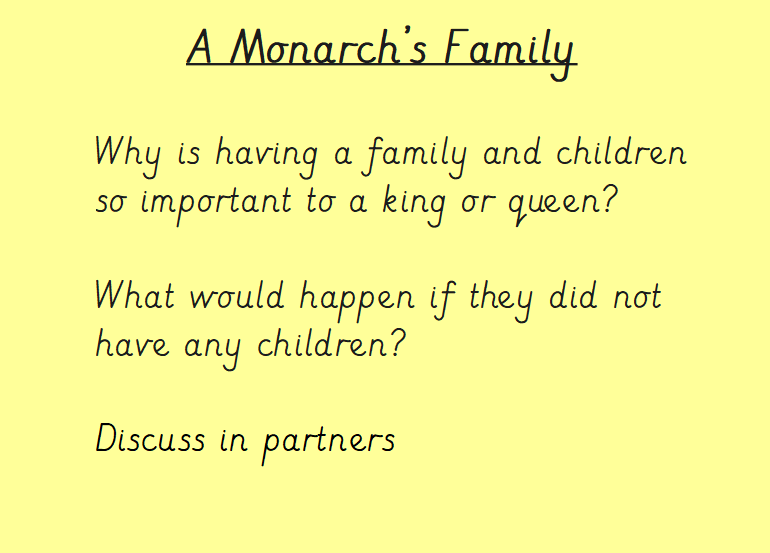 A Monarch's Family
Why is having a family and children
so important to a king or queen?
What would happen if they did not
have any children?
Discuss in partners